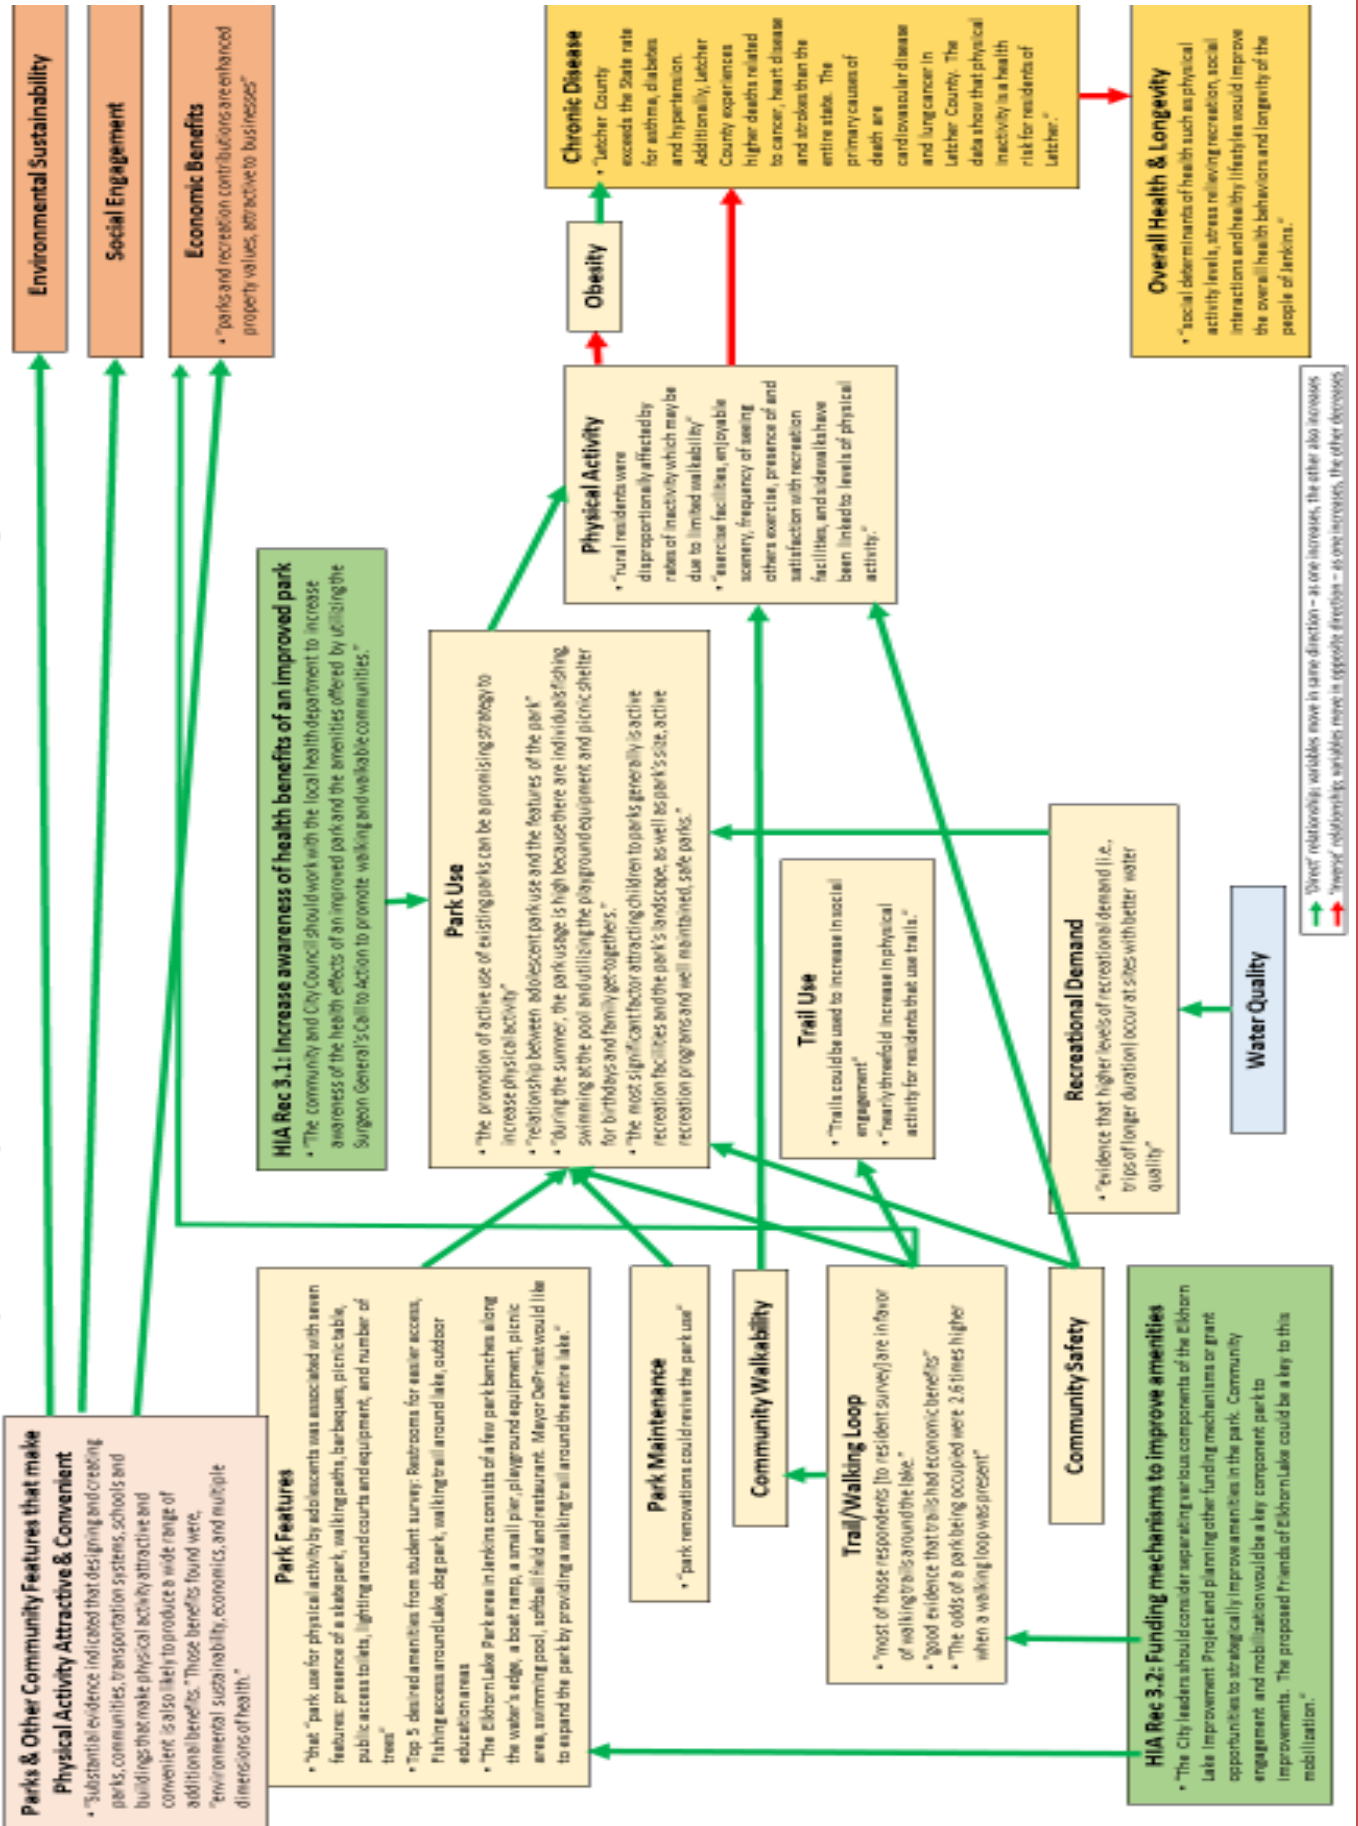 Parks & Other Community Features that make
Physical Activity Attractive & Convenient
• "Substantial evidence indicated that designing and creating
parks, communities, transportation systems, schools and
buildings that make physical activity attractive and
convenient is also likely to produce a wide range of
additional benefits." Those benefits found were,
"environmental sustainability, economics, and multiple
dimensions of health."
Environmental Sustainability
Social Engagement
Economic Benefits
• "parks and recreation contributions are enhanced
property values, attractive to businesses"
Park Features
• "that "park use for physical activity by adolescents was associated with seven
features: presence of a skate park, walking paths, barbeques, picnic table,
public access toilets, lighting around courts and equipment, and number of
trees"
• Top 5 desired amenities from student survey: Restrooms for easier access,
Fishing access around Lake, dog park, walking trail around lake, outdoor
education areas
• "The Elkhorn Lake Park area in Jenkins consists of a few park benches along
the water's edge, a boat ramp, a small pier, playground equipment, picnic
area, swimming pool, softball field and restaurant. Mayor DePriest would like
to expand the park by providing a walking trail around the entire lake."
HIA Rec 3.1: Increase awareness of health benefits of an improved park
• "The community and City Council should work with the local health department to increase
awareness of the health effects of an improved park and the amenities offered by utilizing the
Surgeon General's Call to Action to promote walking and walkable communities."
Park Use
• "the promotion of active use of existing parks can be a promising strategy to
increase physical activity"
• "relationship between adolescent park use and the features of the park"
• "during the summer, the park usage is high because there are individuals fishing,
swimming at the pool and utilizing the playground equipment and picnic shelter
for birthdays and family get-togethers."
• "the most significant factor attracting children to parks generally is active
recreation facilities and the park's landscape, as well as park's size, active
recreation programs and well maintained, safe parks."
Park Maintenance
• "park renovations could revive the park use"
Community Walkability
Trail/Walking Loop
• "most of those respondents [to resident survey] are in favor
of walking trails around the lake."
• "good evidence that trails had economic benefits"
• "The odds of a park being occupied were 2.6 times higher
when a walking loop was present"
Community Safety
HIA Rec 3.2: Funding mechanisms to improve amenities
• "The City leaders should consider separating various components of the Elkhorn
Lake Improvement Project and planning other funding mechanisms or grant
opportunities to strategically improve amenities in the park. Community
engagement and mobilization would be a key component park to
improvements. The proposed Friends of Elkhorn Lake could be a key to this
mobilization."
Trail Use
• "Trails could be used to increase in social
engagement"
• "nearly threefold increase in physical
activity for residents that use trails."
Recreational Demand
• "evidence that higher levels of recreational demand (i.e.,
trips of longer duration) occur at sites with better water
quality"
Water Quality
Physical Activity
• "rural residents were
disproportionally affected by
rates of inactivity which may be
due to limited walkability"
• "exercise facilities, enjoyable
scenery, frequency of seeing
others exercise, presence of and
satisfaction with recreation
facilities, and sidewalks have
been linked to levels of physical
activity."
Obesity
Chronic Disease
• "Letcher County
exceeds the State rate
for asthma, diabetes
and hypertension.
Additionally, Letcher
County experiences
higher deaths related
to cancer, heart disease
and strokes than the
entire state. The
primary causes of
death are
cardiovascular disease
and lung cancer in
Letcher County. The
data show that physical
inactivity is a health
risk for residents of
Letcher."
Overall Health & Longevity
• "social determinants of health such as physical
activity levels, stress relieving recreation, social
interactions and healthy lifestyles would improve
the overall health behaviors and longevity of the
people of Jenkins."
'Direct' relationship; variables move in same direction – as one increases, the other also increases
'Inverse' relationship; variables move in opposite direction – as one increases, the other decreases